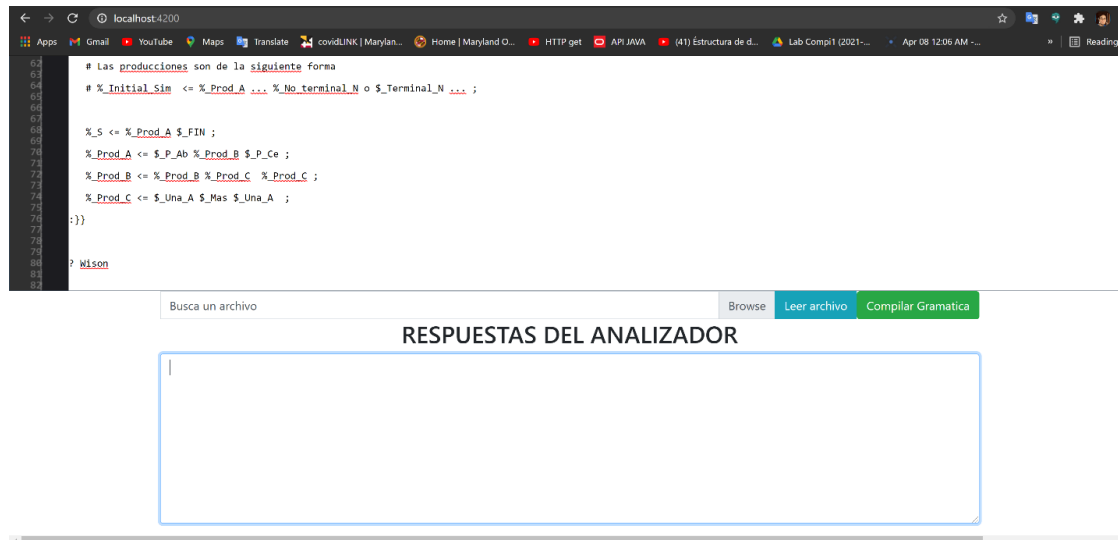 localhost:4200
Apps Gmail YouTube Maps Translate covidLINK | Marylan... Home | Maryland O... HTTP get API JAVA (41) Estructura de d... Lab Compi1 (2021-... Apr 08 12:06 AM -... » Reading
62
63
64
65
66
67
68
69
70
71
72
73
74
75
76
77
78
79
80
81
82
# Las producciones son de la siguiente forma
# %_Initial_Sim <= %_Prod_A ... %_No_terminal_N o $_Terminal_N ... ;
%_S <= %_Prod_A $_FIN ;
%_Prod_A <= $_P_Ab %_Prod_B $_P_Ce ;
%_Prod_B <= %_Prod_B %_Prod_C %_Prod_C ;
%_Prod_C <= $_Una_A $_Mas $_Una_A ;
:}}
? Wison
Busca un archivo Browse Leer archivo Compilar Gramatica
RESPUESTAS DEL ANALIZADOR